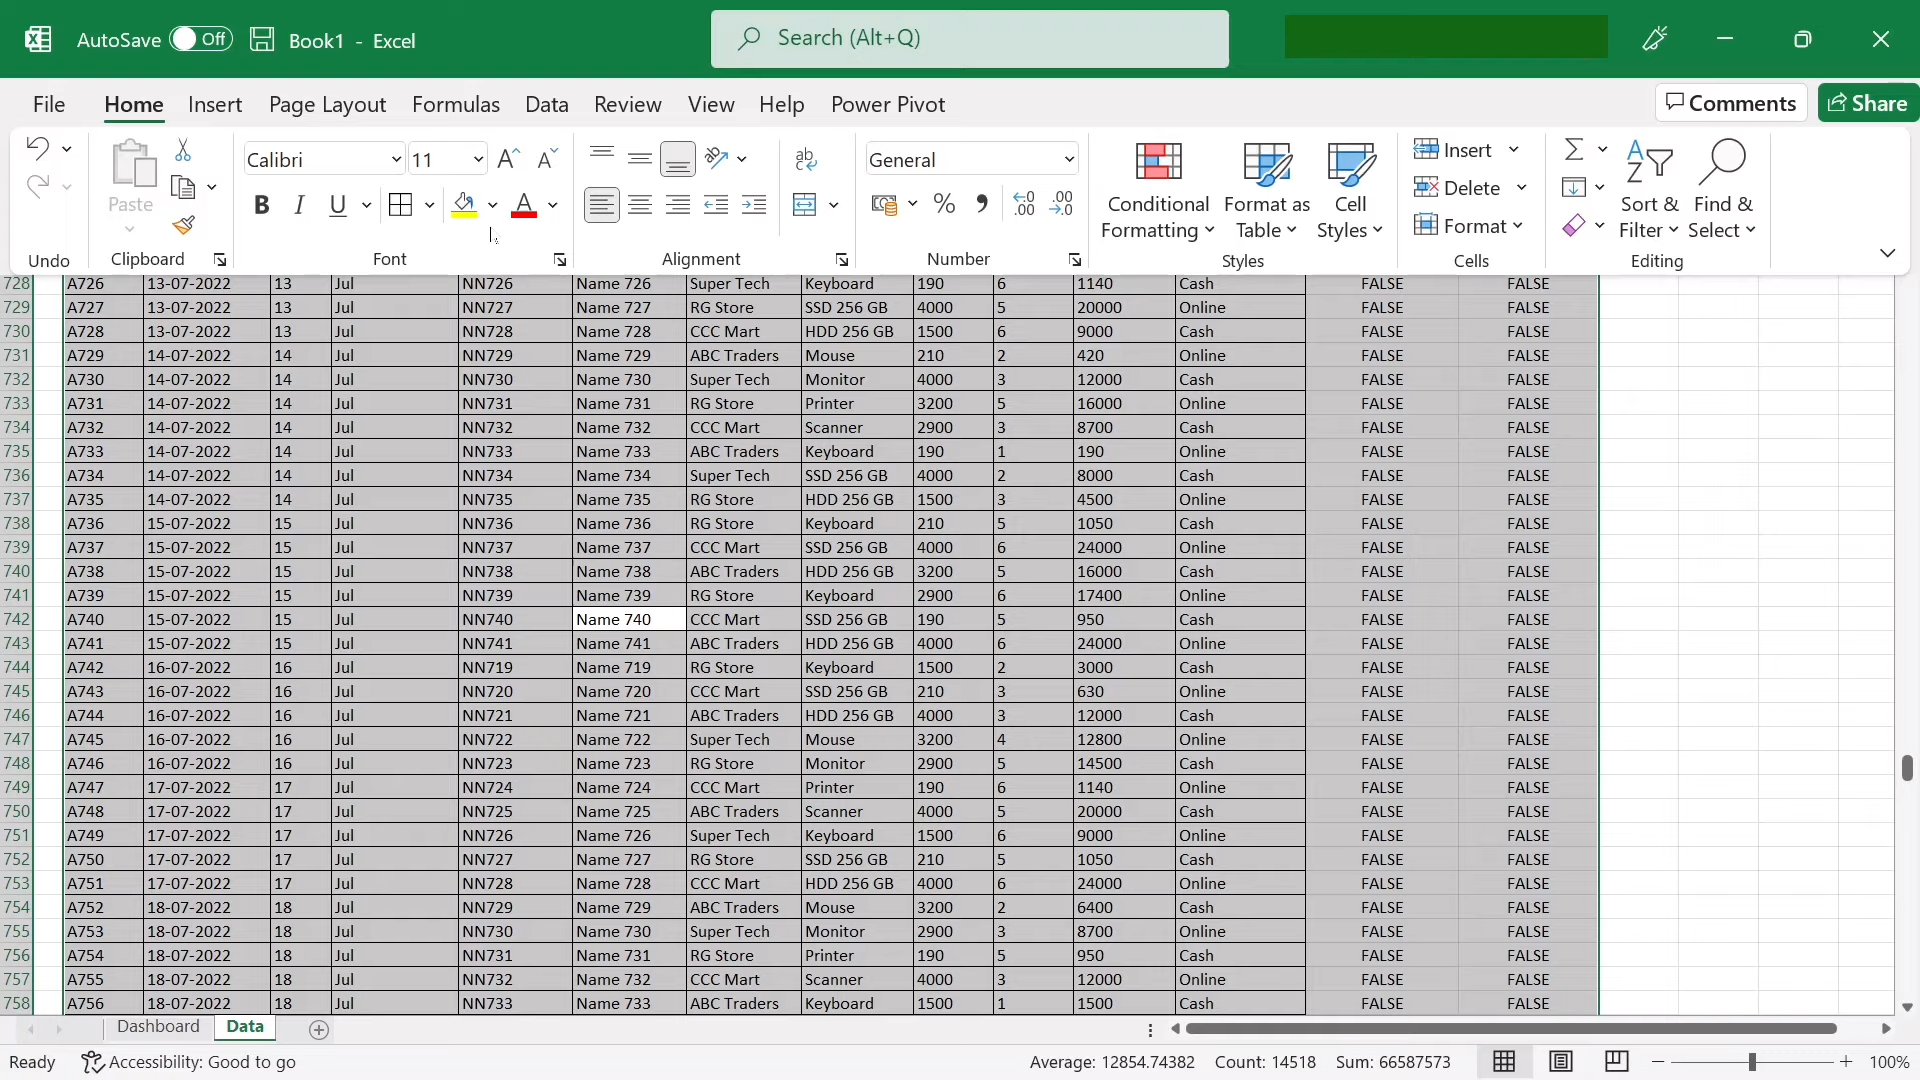 AutoSave Off Book1 - Excel Search (Alt+Q)
File Home Insert Page Layout Formulas Data Review View Help Power Pivot Comments Share
Paste Calibri 11 General Conditional Formatting Format as Table Cell Styles Insert Delete Format Sort & Filter Find & Select
Undo Clipboard Font Alignment Number Styles Cells Editing
728 A726 13-07-2022 13 Jul NN726 Name 726 Super Tech Keyboard 190 6 1140 Cash FALSE FALSE
729 A727 13-07-2022 13 Jul NN727 Name 727 RG Store SSD 256 GB 4000 5 20000 Online FALSE FALSE
730 A728 13-07-2022 13 Jul NN728 Name 728 CCC Mart HDD 256 GB 1500 6 9000 Cash FALSE FALSE
731 A729 14-07-2022 14 Jul NN729 Name 729 ABC Traders Mouse 210 2 420 Online FALSE FALSE
732 A730 14-07-2022 14 Jul NN730 Name 730 Super Tech Monitor 4000 3 12000 Cash FALSE FALSE
733 A731 14-07-2022 14 Jul NN731 Name 731 RG Store Printer 3200 5 16000 Online FALSE FALSE
734 A732 14-07-2022 14 Jul NN732 Name 732 CCC Mart Scanner 2900 3 8700 Cash FALSE FALSE
735 A733 14-07-2022 14 Jul NN733 Name 733 ABC Traders Keyboard 190 1 190 Online FALSE FALSE
736 A734 14-07-2022 14 Jul NN734 Name 734 Super Tech SSD 256 GB 4000 2 8000 Cash FALSE FALSE
737 A735 14-07-2022 14 Jul NN735 Name 735 RG Store HDD 256 GB 1500 3 4500 Online FALSE FALSE
738 A736 15-07-2022 15 Jul NN736 Name 736 RG Store Keyboard 210 5 1050 Cash FALSE FALSE
739 A737 15-07-2022 15 Jul NN737 Name 737 CCC Mart SSD 256 GB 4000 6 24000 Online FALSE FALSE
740 A738 15-07-2022 15 Jul NN738 Name 738 ABC Traders HDD 256 GB 3200 5 16000 Cash FALSE FALSE
741 A739 15-07-2022 15 Jul NN739 Name 739 RG Store Keyboard 2900 6 17400 Online FALSE FALSE
742 A740 15-07-2022 15 Jul NN740 Name 740 CCC Mart SSD 256 GB 190 5 950 Cash FALSE FALSE
743 A741 15-07-2022 15 Jul NN741 Name 741 ABC Traders HDD 256 GB 4000 6 24000 Online FALSE FALSE
744 A742 16-07-2022 16 Jul NN719 Name 719 RG Store Keyboard 1500 2 3000 Cash FALSE FALSE
745 A743 16-07-2022 16 Jul NN720 Name 720 CCC Mart SSD 256 GB 210 3 630 Online FALSE FALSE
746 A744 16-07-2022 16 Jul NN721 Name 721 ABC Traders HDD 256 GB 4000 3 12000 Cash FALSE FALSE
747 A745 16-07-2022 16 Jul NN722 Name 722 Super Tech Mouse 3200 4 12800 Online FALSE FALSE
748 A746 16-07-2022 16 Jul NN723 Name 723 RG Store Monitor 2900 5 14500 Cash FALSE FALSE
749 A747 17-07-2022 17 Jul NN724 Name 724 CCC Mart Printer 190 6 1140 Online FALSE FALSE
750 A748 17-07-2022 17 Jul NN725 Name 725 ABC Traders Scanner 4000 5 20000 Cash FALSE FALSE
751 A749 17-07-2022 17 Jul NN726 Name 726 Super Tech Keyboard 1500 6 9000 Online FALSE FALSE
752 A750 17-07-2022 17 Jul NN727 Name 727 RG Store SSD 256 GB 210 5 1050 Cash FALSE FALSE
753 A751 17-07-2022 17 Jul NN728 Name 728 CCC Mart HDD 256 GB 4000 6 24000 Online FALSE FALSE
754 A752 18-07-2022 18 Jul NN729 Name 729 ABC Traders Mouse 3200 2 6400 Cash FALSE FALSE
755 A753 18-07-2022 18 Jul NN730 Name 730 Super Tech Monitor 2900 3 8700 Online FALSE FALSE
756 A754 18-07-2022 18 Jul NN731 Name 731 RG Store Printer 190 5 950 Cash FALSE FALSE
757 A755 18-07-2022 18 Jul NN732 Name 732 CCC Mart Scanner 4000 3 12000 Online FALSE FALSE
758 A756 18-07-2022 18 Jul NN733 Name 733 ABC Traders Keyboard 1500 1 1500 Cash FALSE FALSE
Dashboard Data
Ready Accessibility: Good to go Average: 12854.74382 Count: 14518 Sum: 66587573 100%